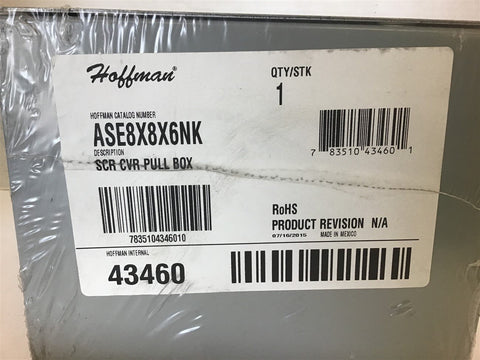 Hoffman®
QTY/STK
1
HOFFMAN CATALOG NUMBER
ASE8X8X6NK
DESCRIPTION
SCR CVR PULL BOX
7 83510 43460 1
7835104346010
RoHS
PRODUCT REVISION N/A
07/16/2015 MADE IN MEXICO
HOFFMAN INTERNAL
43460